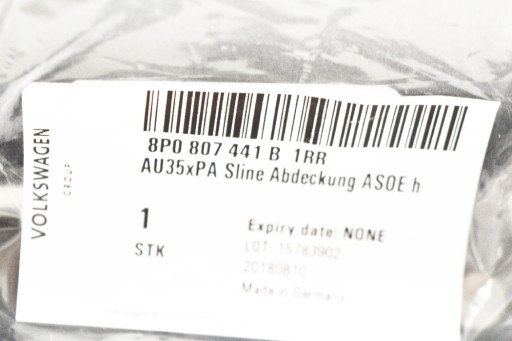 VOLKSWAGEN
GROUP
8P0 807 441 B 1RR
AU35xPA Sline Abdeckung ASOE h
1
STK
Expiry date: NONE
LOT: 15783902
20180810
Made in Germany